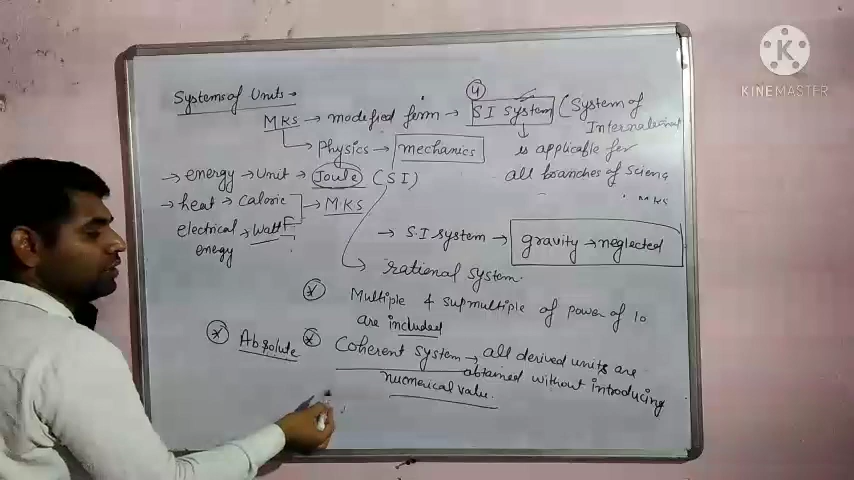 Systems of Units →
MKS → modified form → ④ SI System (System of International
↳ physics → mechanics
is applicable for
all branches of Science
→ energy → Unit → Joule (SI)
→ heat → Calorie → MKS
MKS
electrical energy → Watt
→ S.I system → gravity → neglected
rational system.
Multiple & supmultiple of power of 10
are included
Absolute
Coherent system → all derived units are
obtained without introducing
numerical value.
K
KINEMASTER